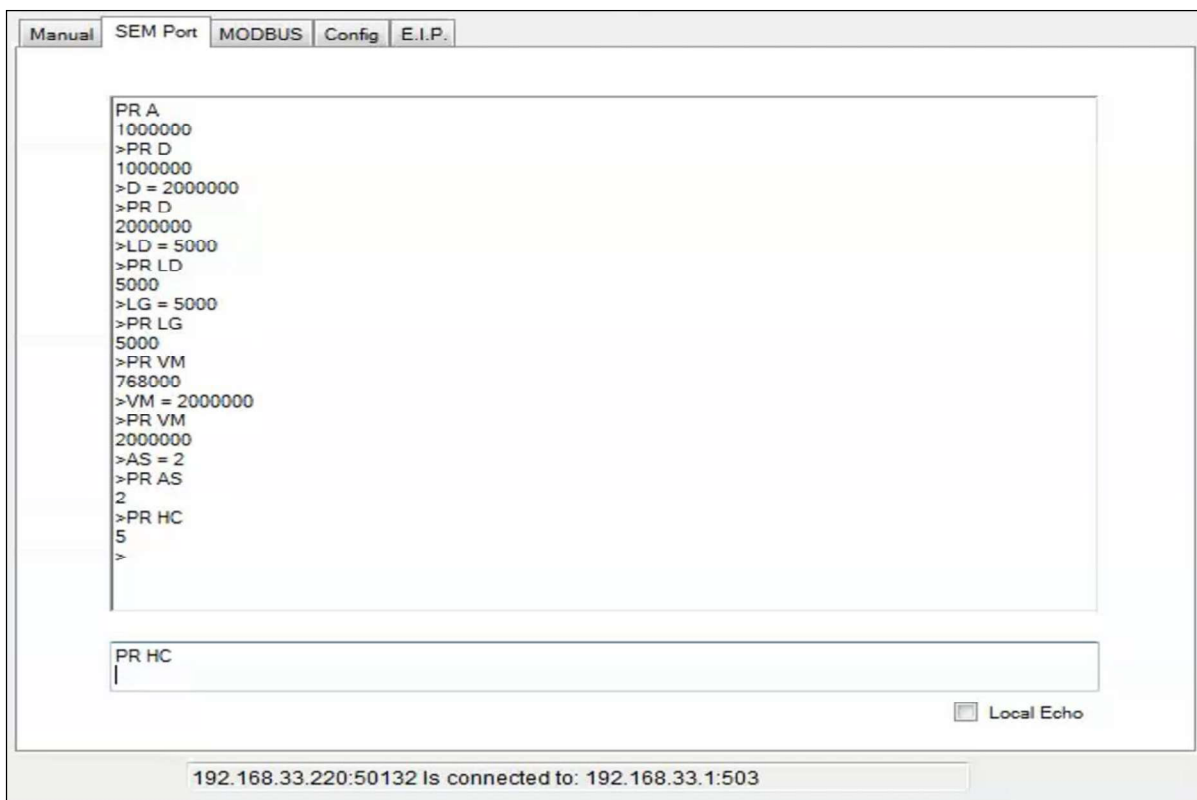 Manual SEM Port MODBUS Config E.I.P.
PR A
1000000
>PR D
1000000
>D = 2000000
>PR D
2000000
>LD = 5000
>PR LD
5000
>LG = 5000
>PR LG
5000
>PR VM
768000
>VM = 2000000
>PR VM
2000000
>AS = 2
>PR AS
2
>PR HC
5
>
PR HC
Local Echo
192.168.33.220:50132 Is connected to: 192.168.33.1:503